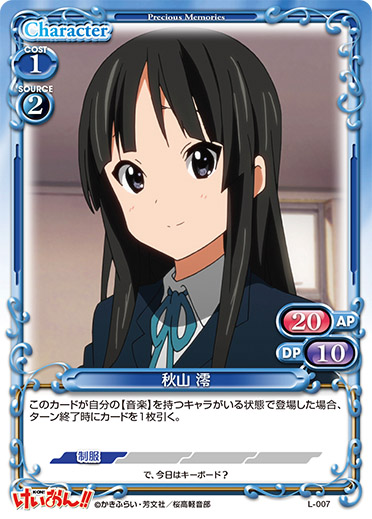 Precious Memories
Character
COST
1
SOURCE
2
20 AP
DP 10
秋山 澪
このカードが自分の【音楽】を持つキャラがいる状態で登場した場合、
ターン終了時にカードを1枚引く。
制服
で、今日はキーボード？
K-ON!
けいおん!!
©かきふらい・芳文社／桜高軽音部
L-007